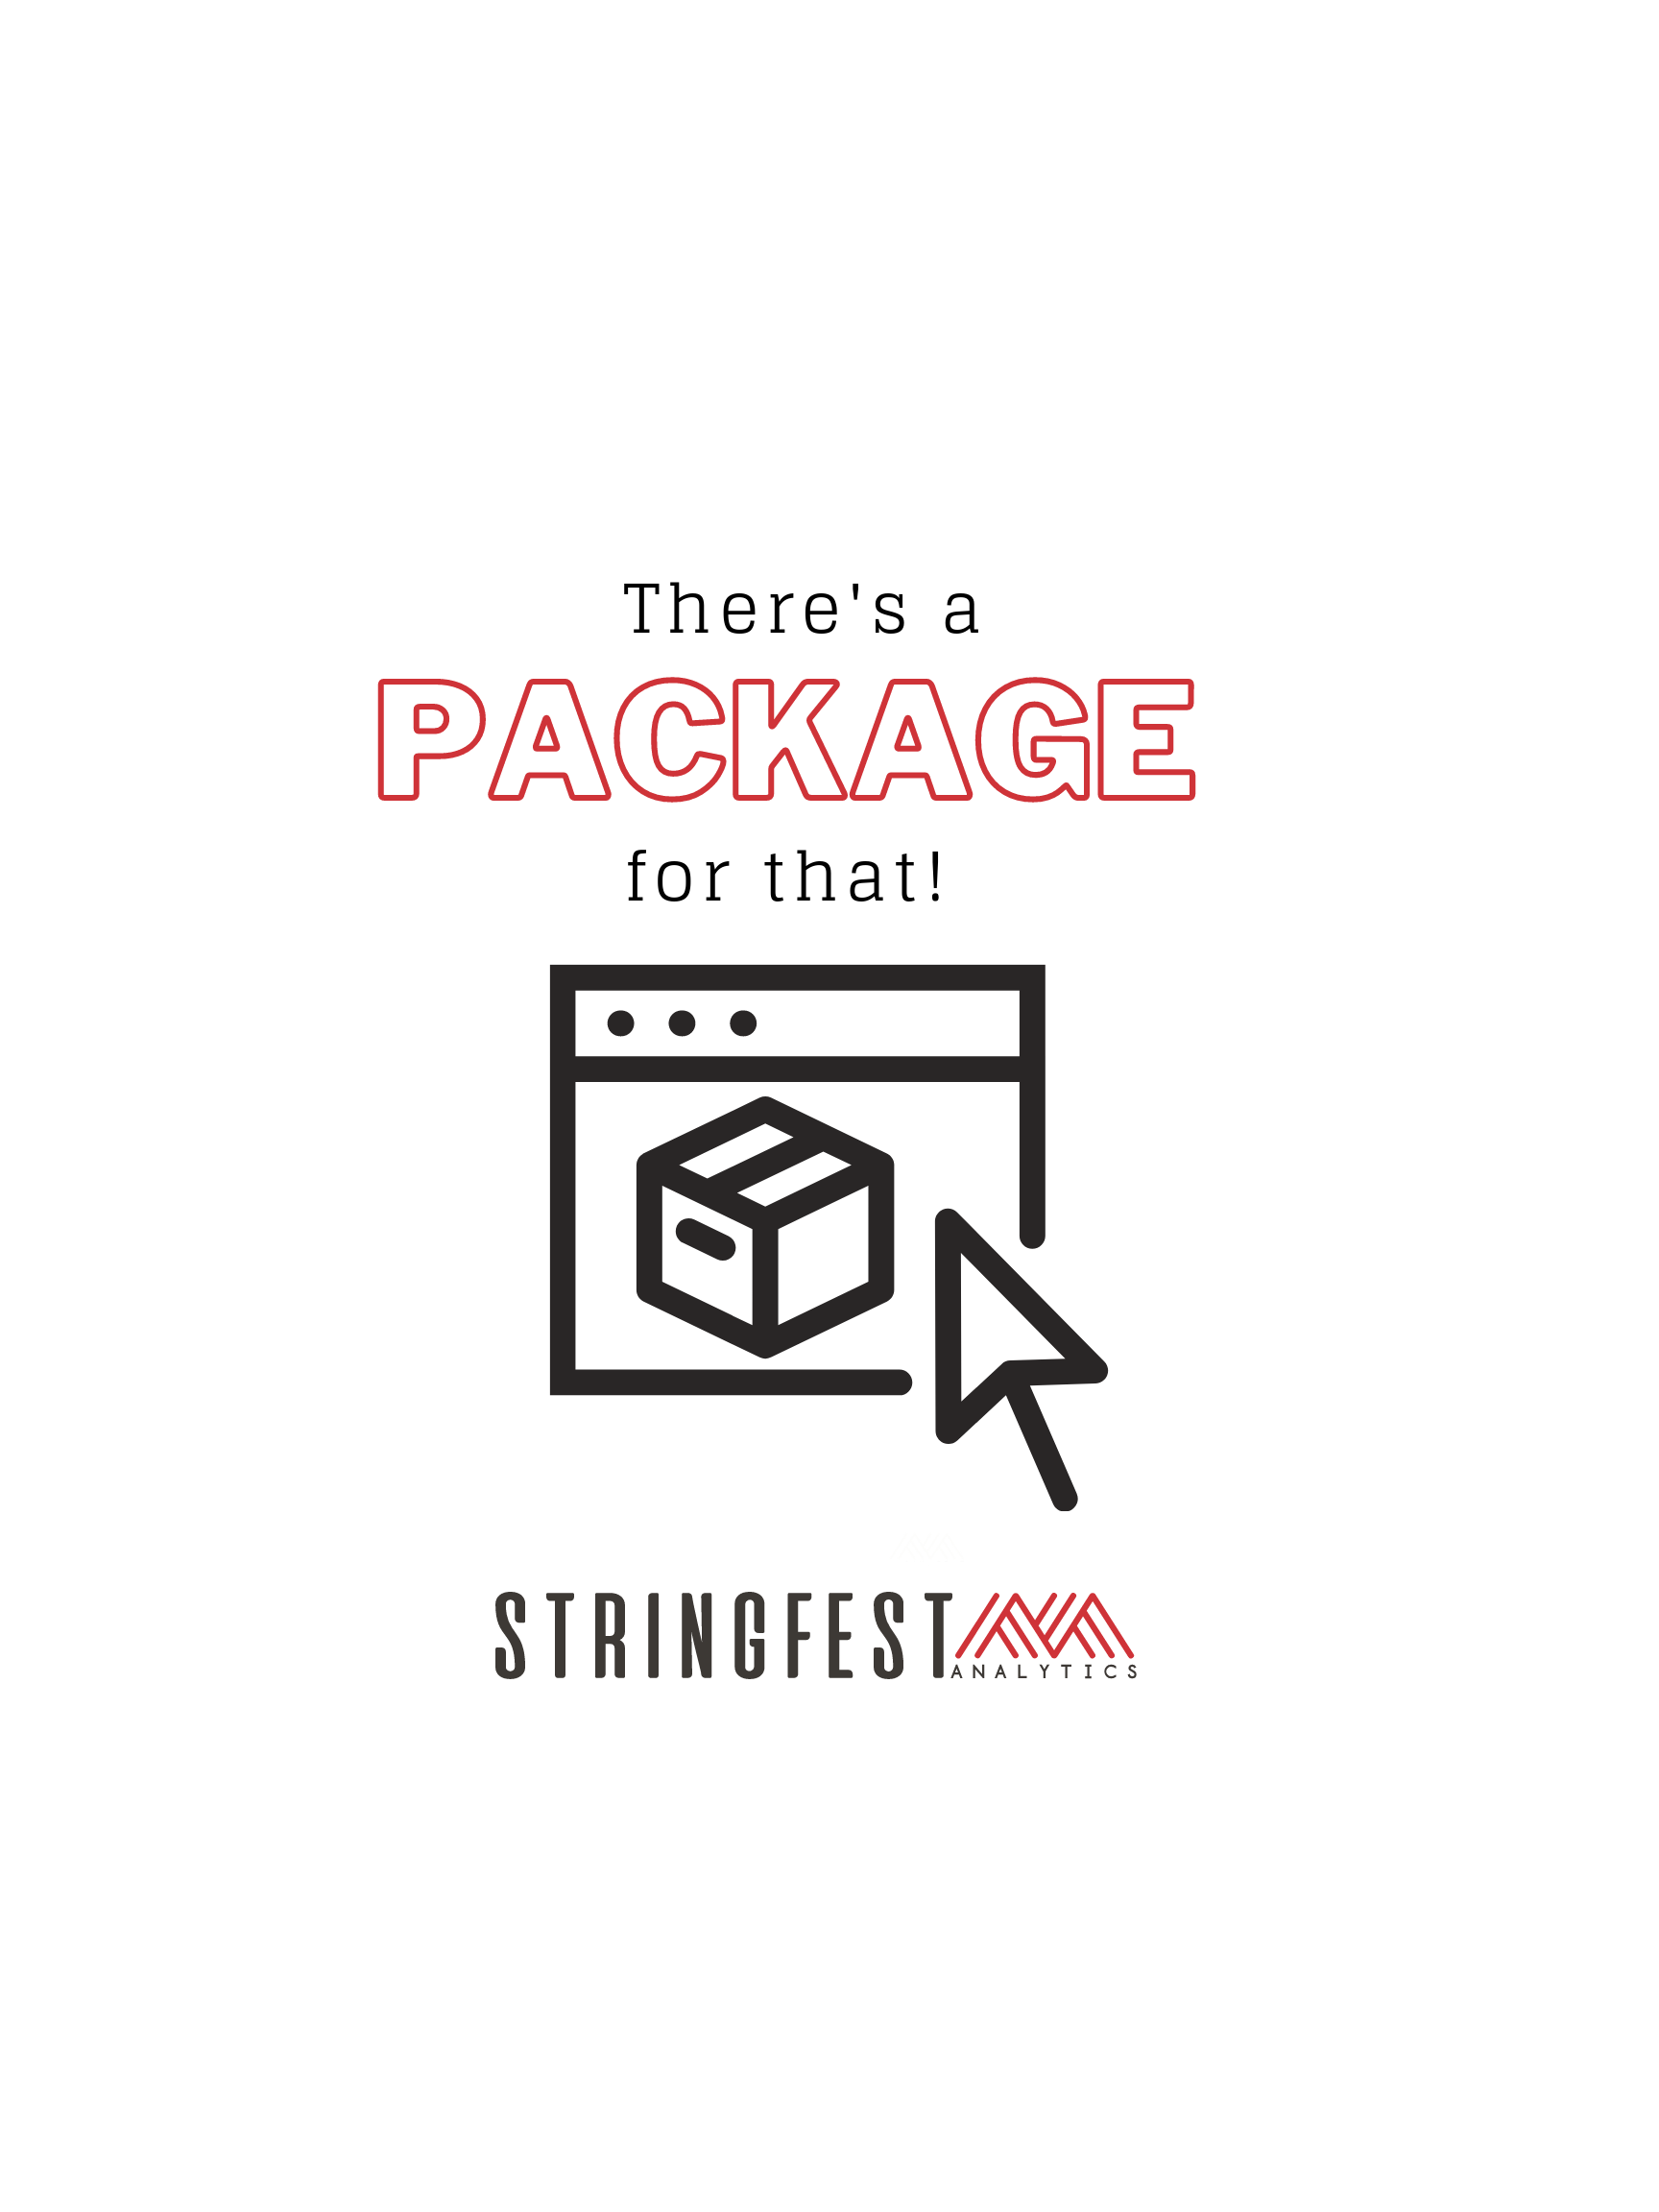 There's a
PACKAGE
for that!
STRINGFEST
ANALYTICS